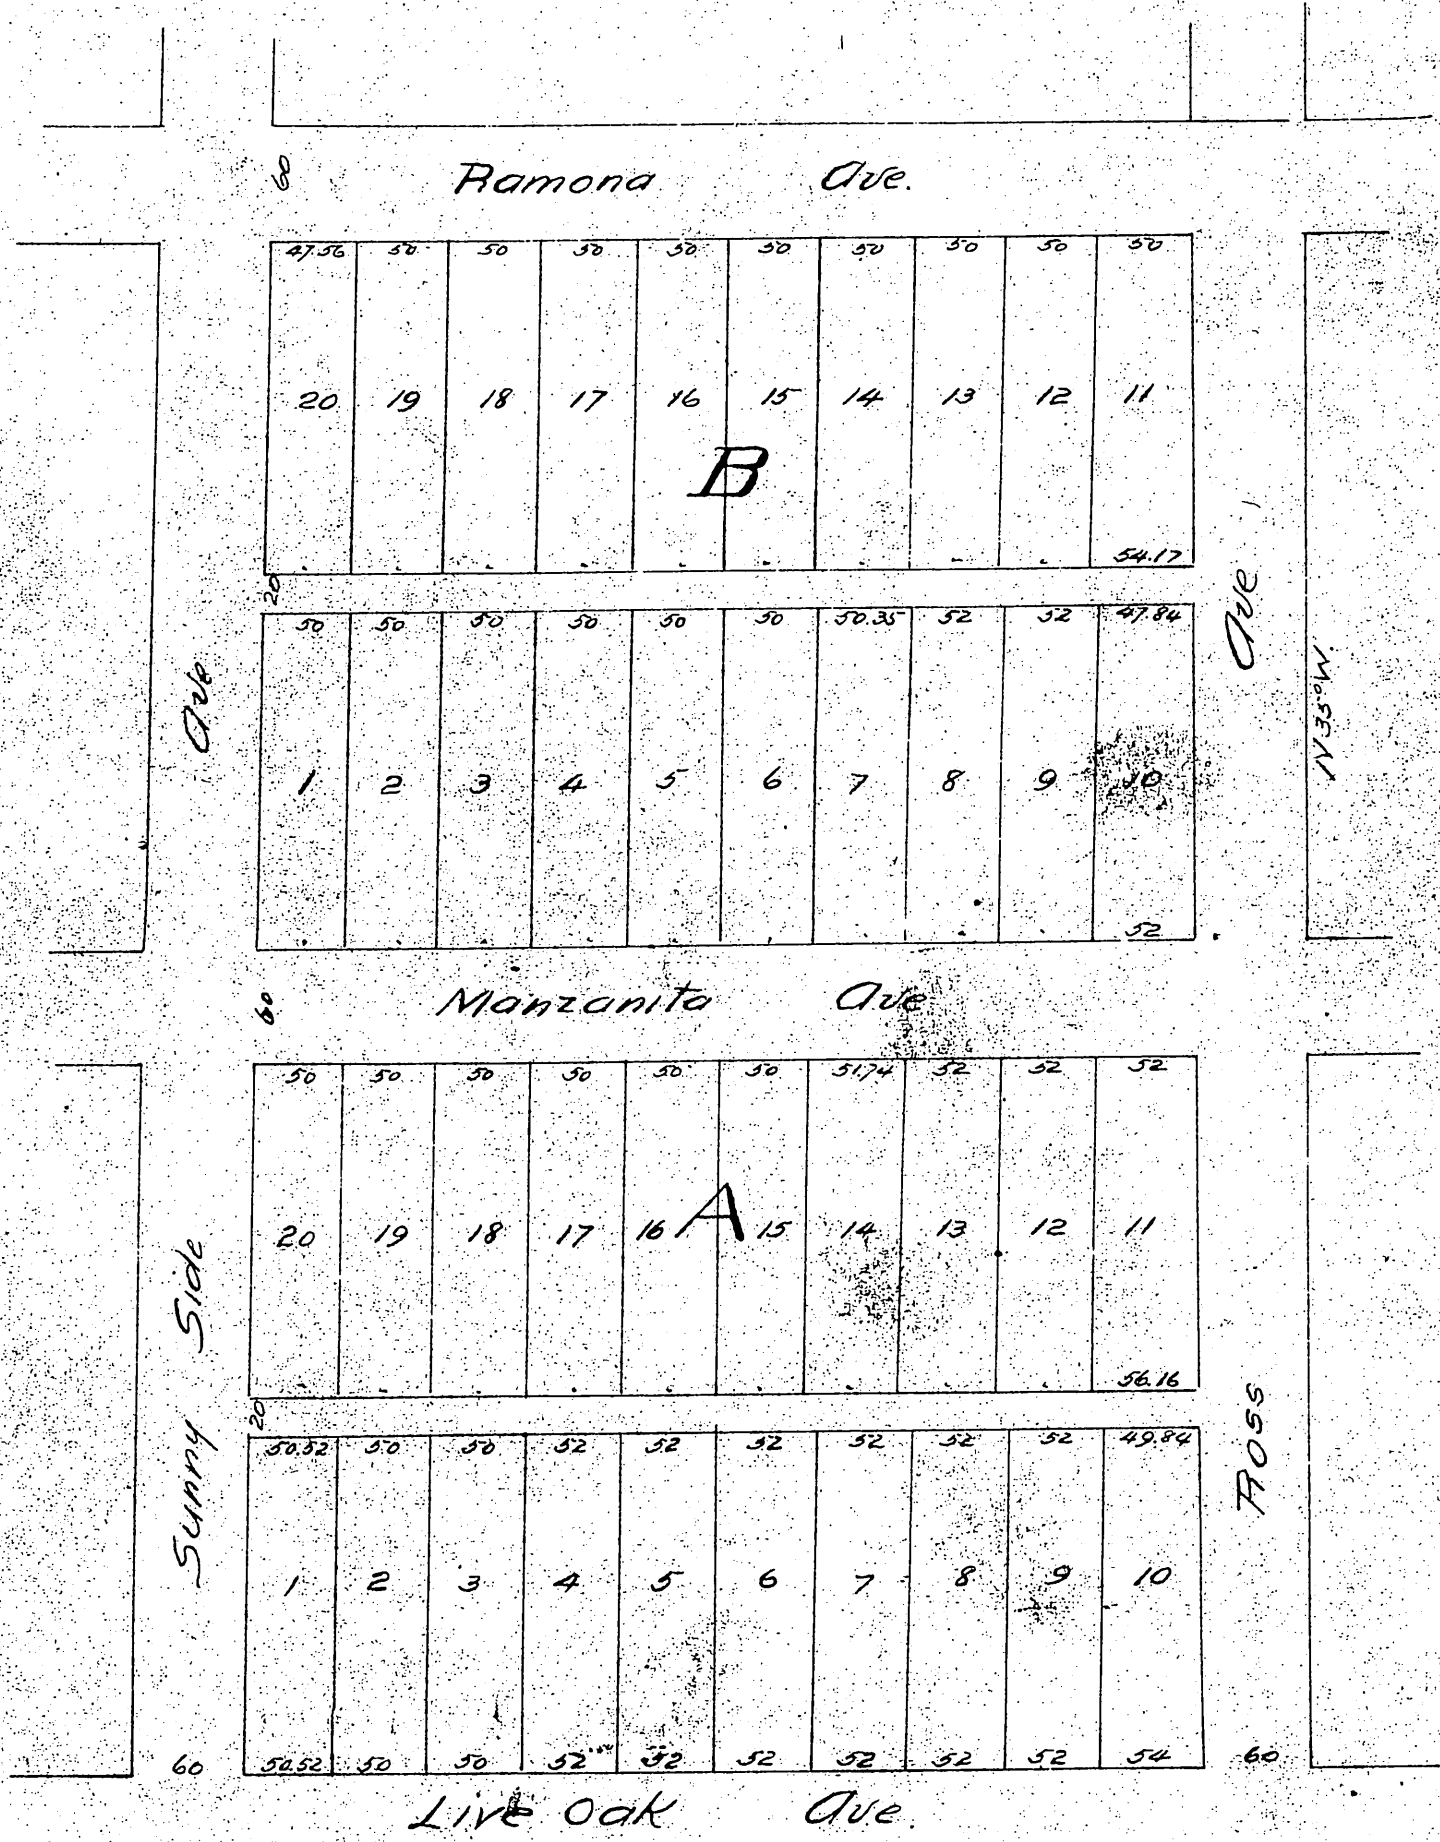 60 Ramona Ave.
47.56 50 50 50 50 50 50 50 50 50
20 19 18 17 16 15 14 13 12 11
B
54.17
20
50 50 50 50 50 50 50.35 52 52 47.84
Ave
Ave
N35°W.
1 2 3 4 5 6 7 8 9 10
52
60 Manzanita Ave
50 50 50 50 50 50 51.74 52 52 52
20 19 18 17 16 A 15 14 13 12 11
Sunny Side
56.16
20
Ross
50.52 50 50 52 52 52 52 52 52 49.84
1 2 3 4 5 6 7 8 9 10
60 50.52 50 50 52 52 52 52 52 52 54 60
Live Oak Ave.